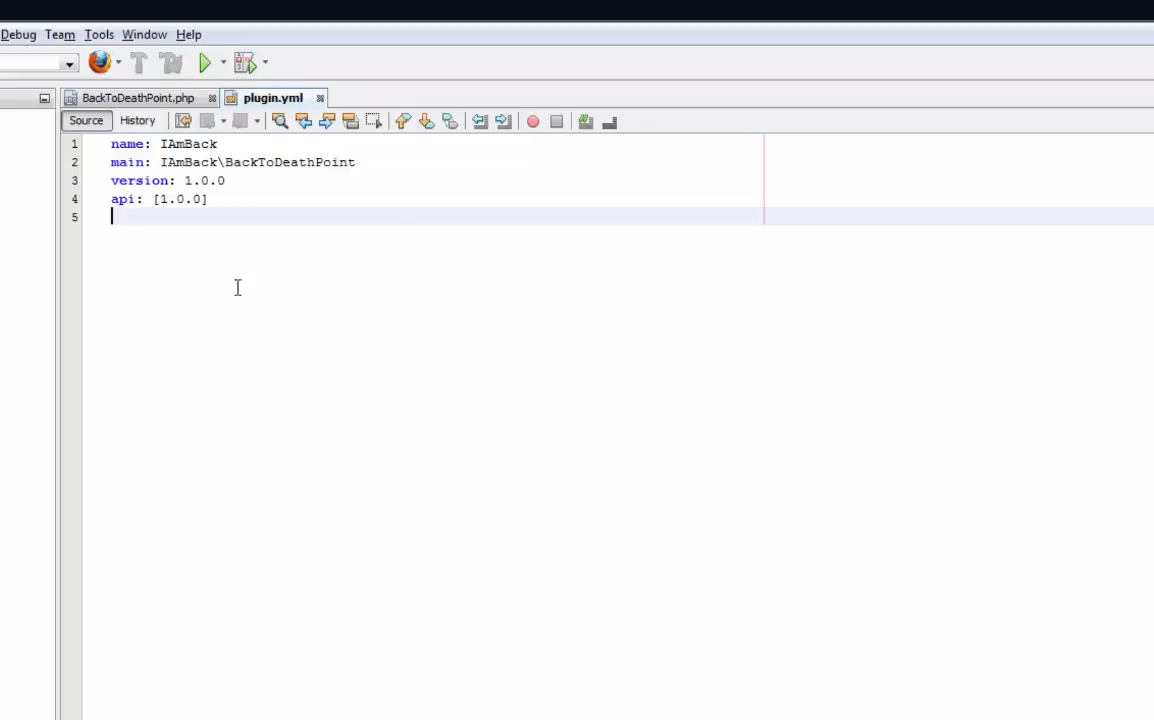 Debug Team Tools Window Help
BackToDeathPoint.php plugin.yml
Source History
1 name: IAmBack
2 main: IAmBack\BackToDeathPoint
3 version: 1.0.0
4 api: [1.0.0]
5